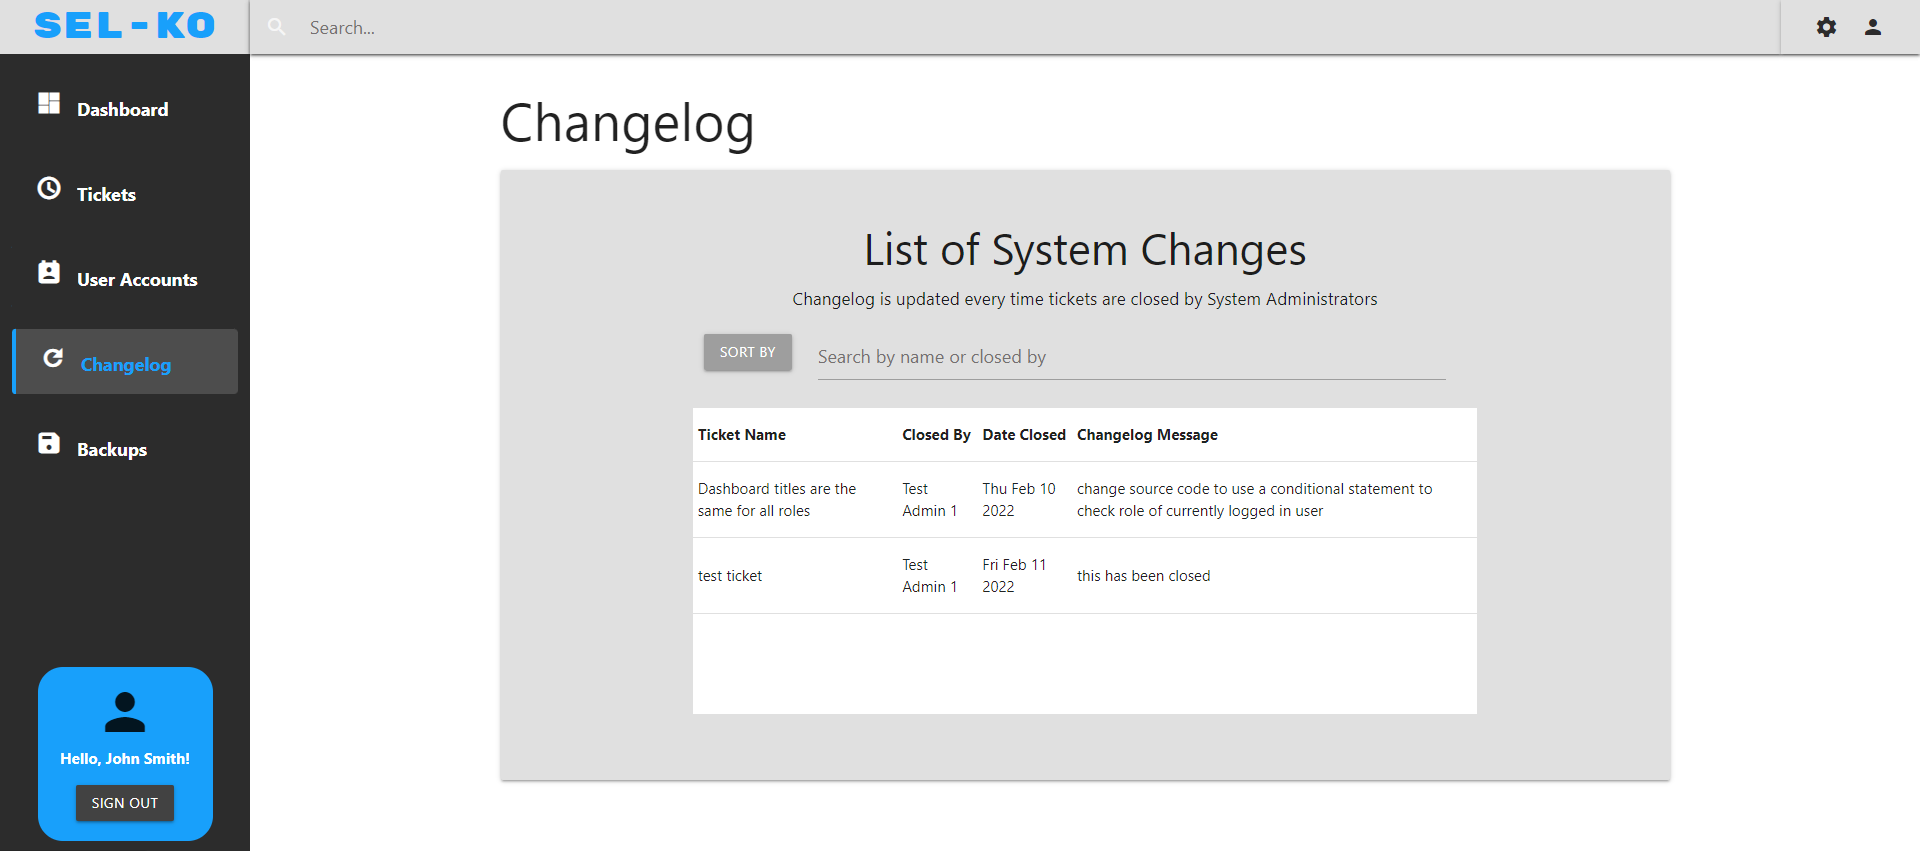 SEL-KO
Search...
Dashboard
Tickets
User Accounts
Changelog
Backups
Hello, John Smith!
SIGN OUT
Changelog
List of System Changes
Changelog is updated every time tickets are closed by System Administrators
SORT BY
Search by name or closed by
Ticket Name Closed By Date Closed Changelog Message
Dashboard titles are the
same for all roles
Test
Admin 1
Thu Feb 10
2022
change source code to use a conditional statement to
check role of currently logged in user
test ticket
Test
Admin 1
Fri Feb 11
2022
this has been closed